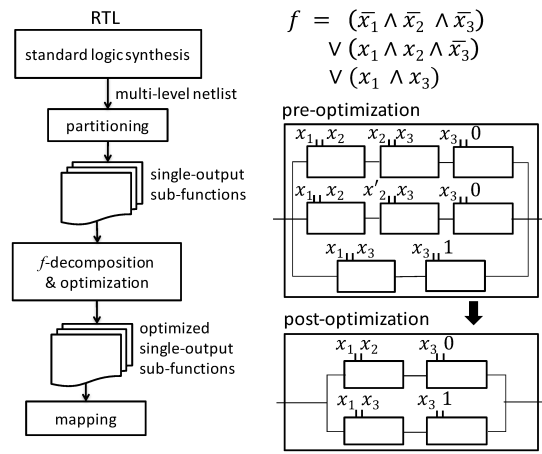 RTL
standard logic synthesis
multi-level netlist
partitioning
single-output
sub-functions
f-decomposition
& optimization
optimized
single-output
sub-functions
mapping
f = (x̅₁ ∧ x̅₂ ∧ x̅₃)
∨ (x₁ ∧ x₂ ∧ x̅₃)
∨ (x₁ ∧ x₃)
pre-optimization
x₁ x₂ x₂ x₃ x₃ 0
x₁ x₂ x'₂ x₃ x₃ 0
x₁ x₃ x₃ 1
post-optimization
x₁ x₂ x₃ 0
x₁ x₃ x₃ 1